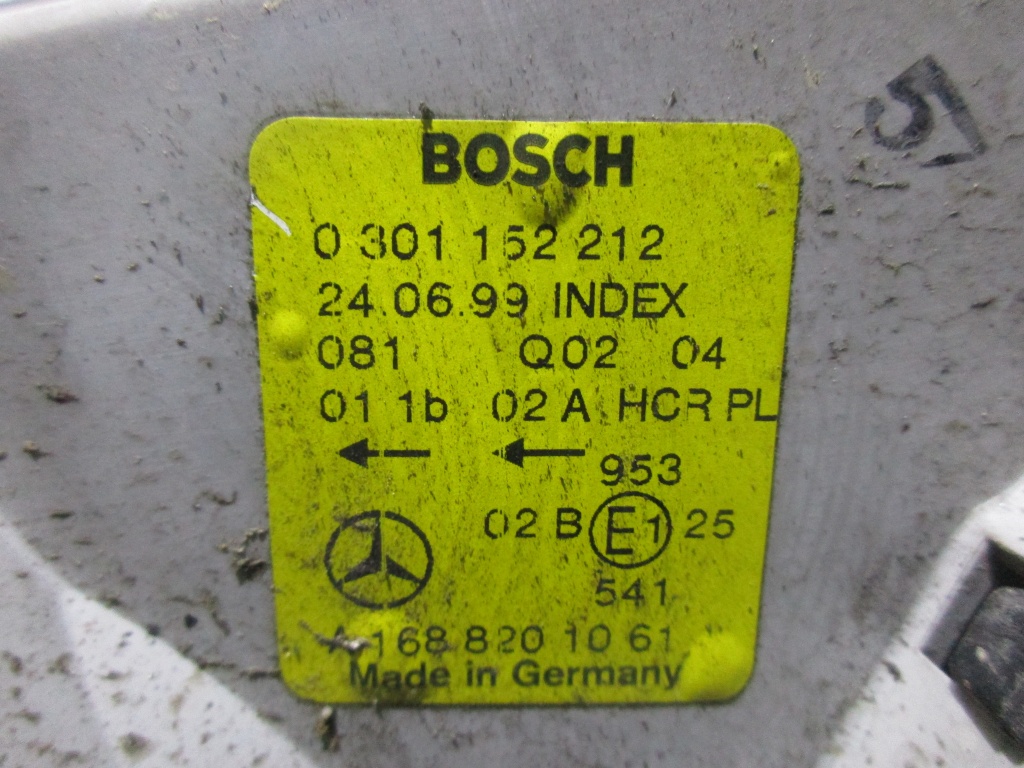 BOSCH
0 301 152 212
24.06.99 INDEX
081 Q02 04
01 1b 02 A HCR PL
953
02 B E1 25
541
A 168 820 10 61
Made in Germany
57